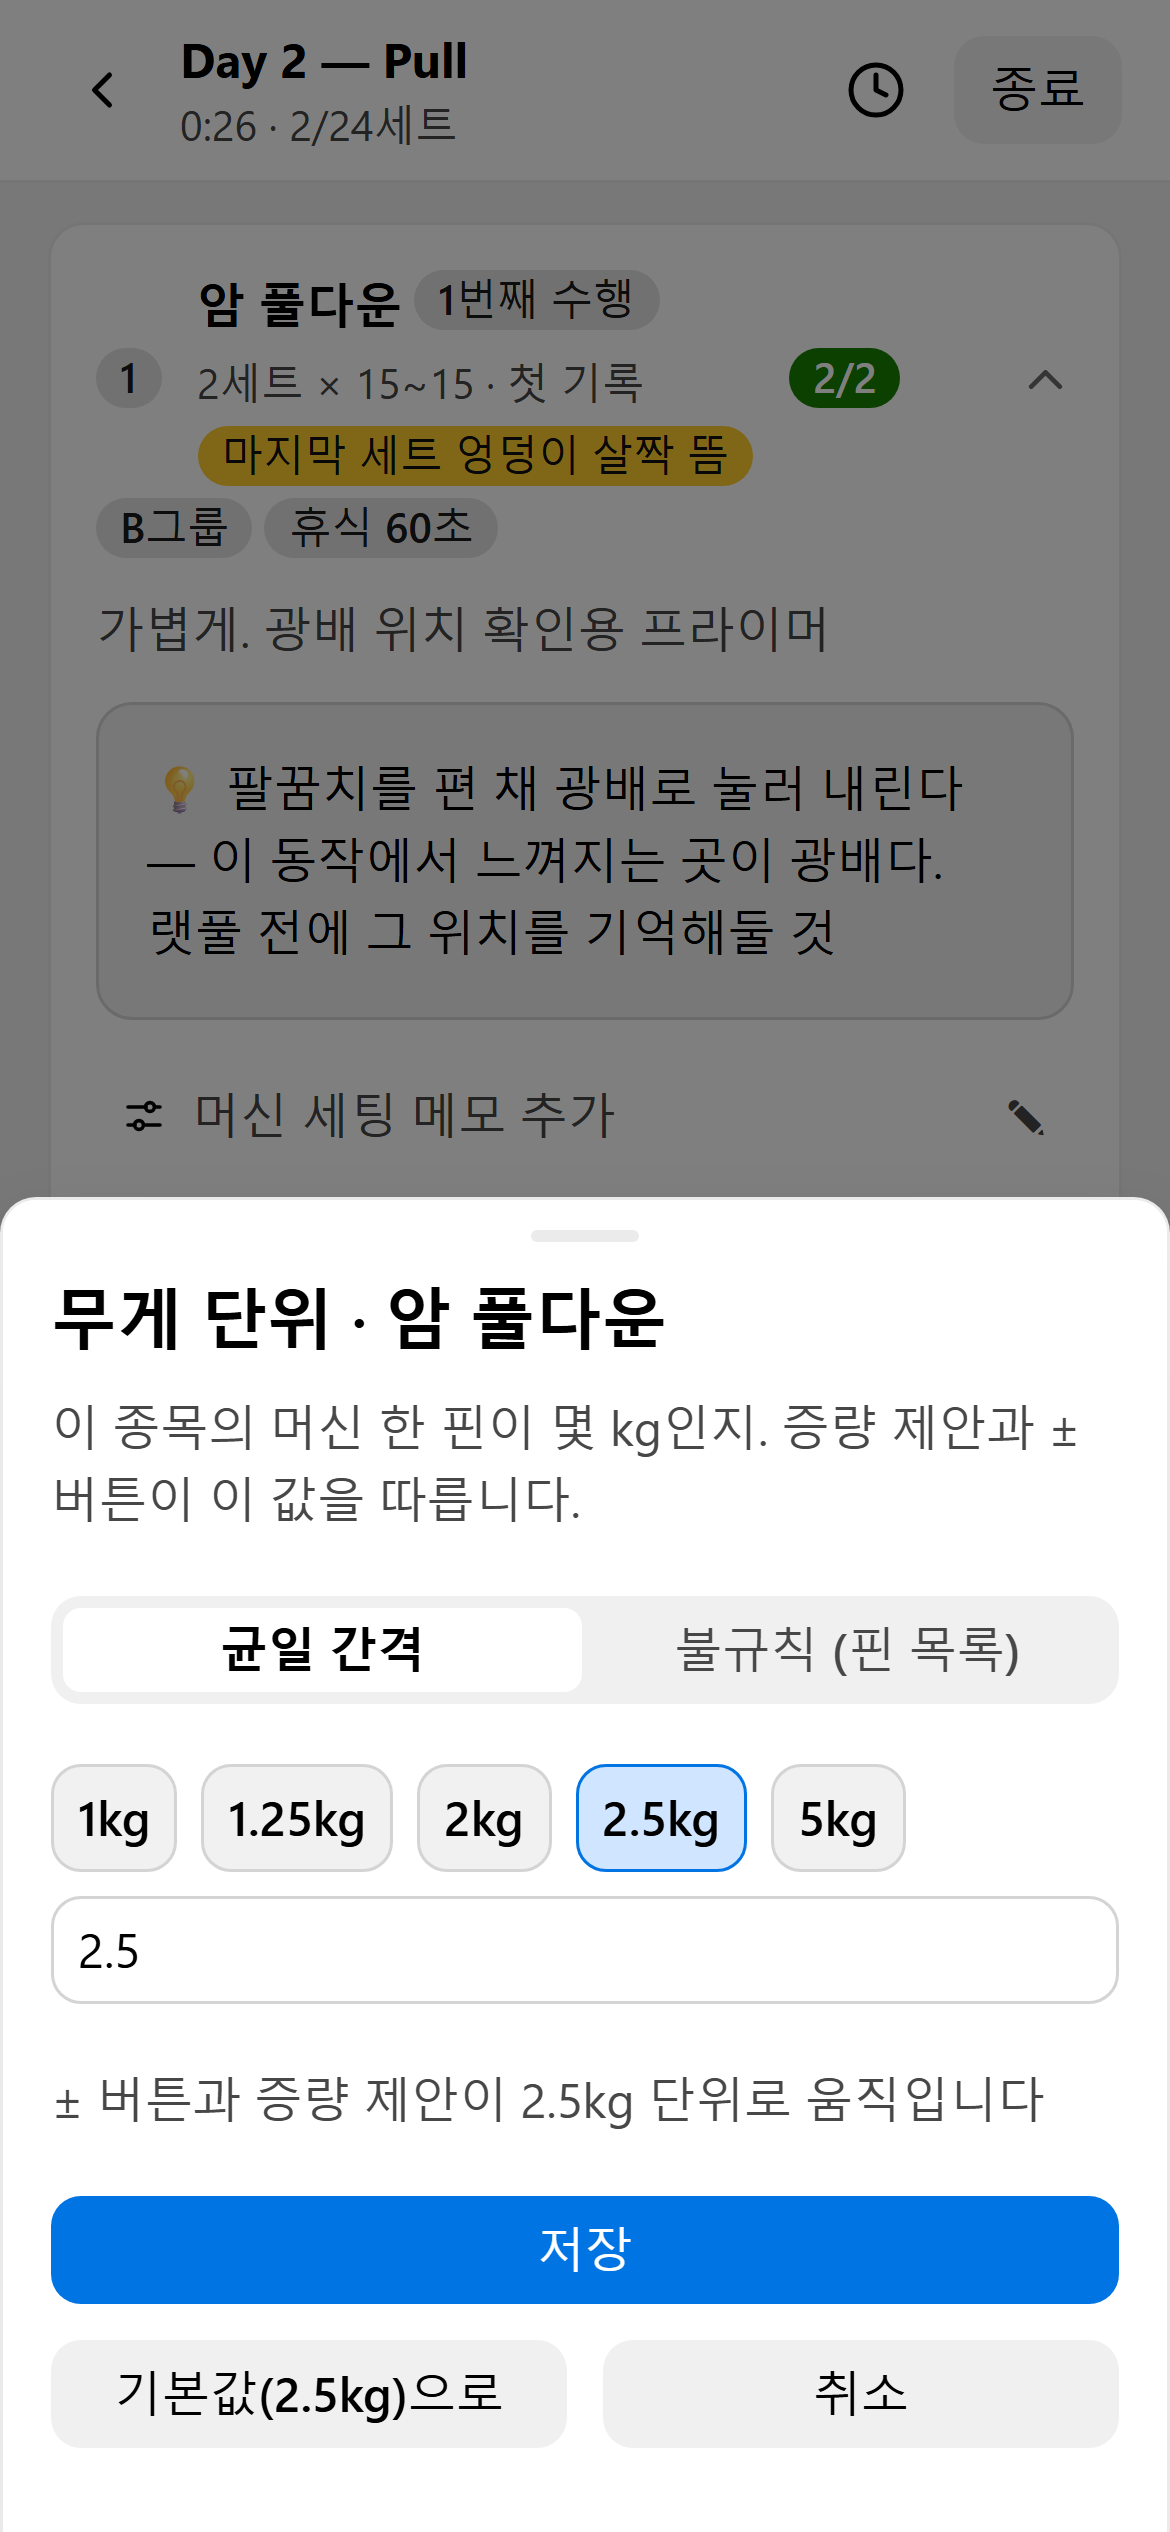 Day 2 — Pull
0:26 · 2/24세트
종료
암 풀다운 1번째 수행
1 2세트 × 15~15 · 첫 기록 2/2
마지막 세트 엉덩이 살짝 뜸
B그룹 휴식 60초
가볍게. 광배 위치 확인용 프라이머
💡 팔꿈치를 편 채 광배로 눌러 내린다
— 이 동작에서 느껴지는 곳이 광배다.
랫풀 전에 그 위치를 기억해둘 것
머신 세팅 메모 추가
무게 단위 · 암 풀다운
이 종목의 머신 한 핀이 몇 kg인지. 증량 제안과 ±
버튼이 이 값을 따릅니다.
균일 간격 불규칙 (핀 목록)
1kg 1.25kg 2kg 2.5kg 5kg
2.5
± 버튼과 증량 제안이 2.5kg 단위로 움직입니다
저장
기본값(2.5kg)으로 취소